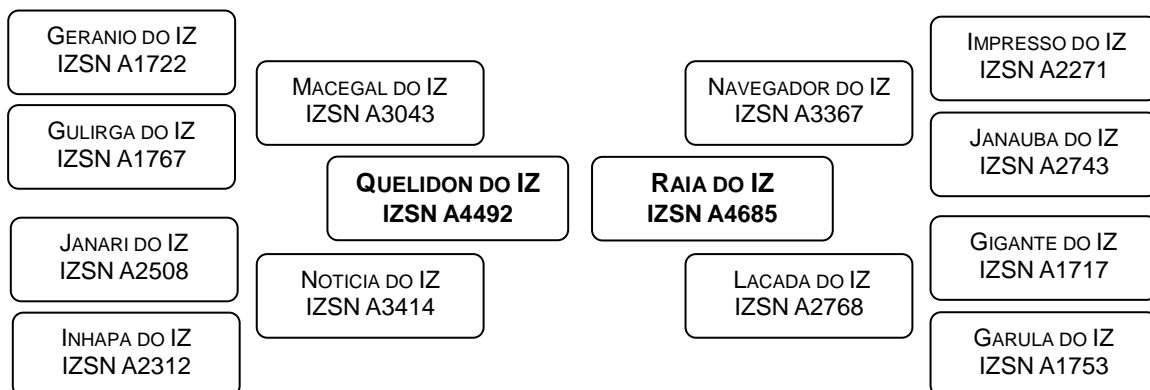 GERANIO DO IZ
IZSN A1722
GULIRGA DO IZ
IZSN A1767
JANARI DO IZ
IZSN A2508
INHAPA DO IZ
IZSN A2312
MACEGAL DO IZ
IZSN A3043
NOTICIA DO IZ
IZSN A3414
QUELIDON DO IZ
IZSN A4492
RAIA DO IZ
IZSN A4685
NAVEGADOR DO IZ
IZSN A3367
LACADA DO IZ
IZSN A2768
IMPRESSO DO IZ
IZSN A2271
JANAUBA DO IZ
IZSN A2743
GIGANTE DO IZ
IZSN A1717
GARULA DO IZ
IZSN A1753